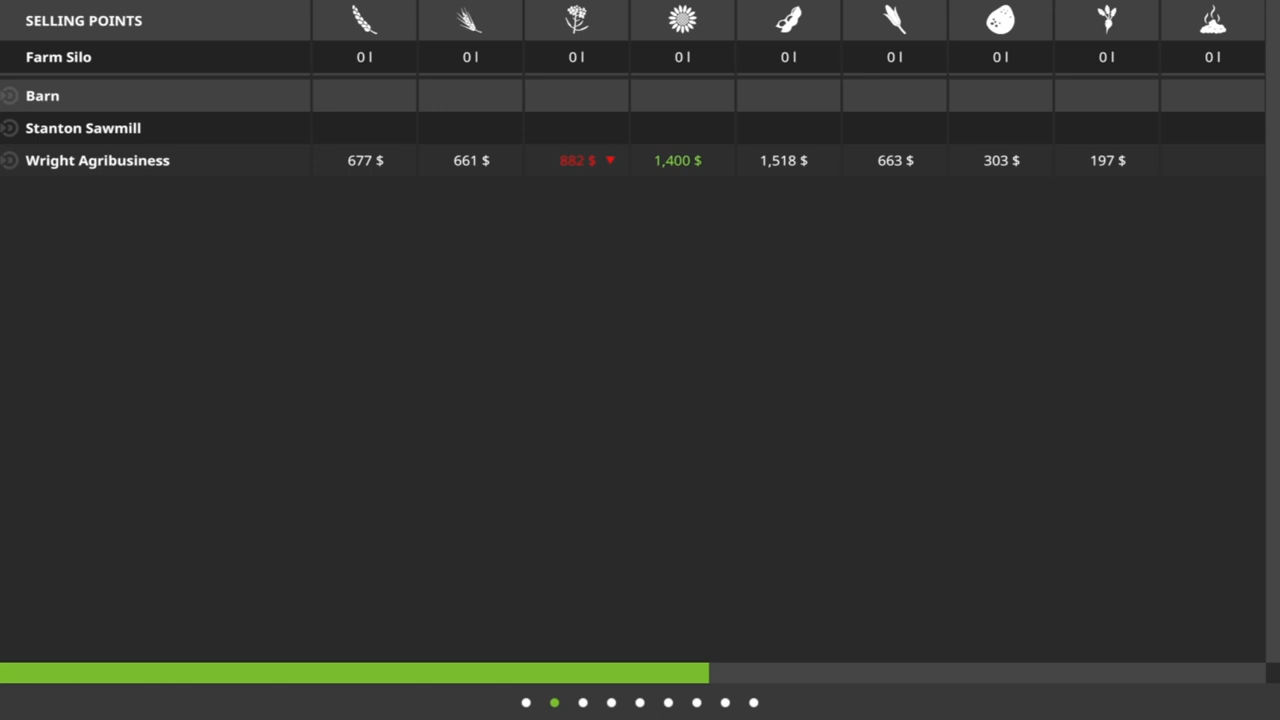 SELLING POINTS
Farm Silo 0 l 0 l 0 l 0 l 0 l 0 l 0 l 0 l 0 l
Barn
Stanton Sawmill
Wright Agribusiness 677 $ 661 $ 882 $ 1,400 $ 1,518 $ 663 $ 303 $ 197 $